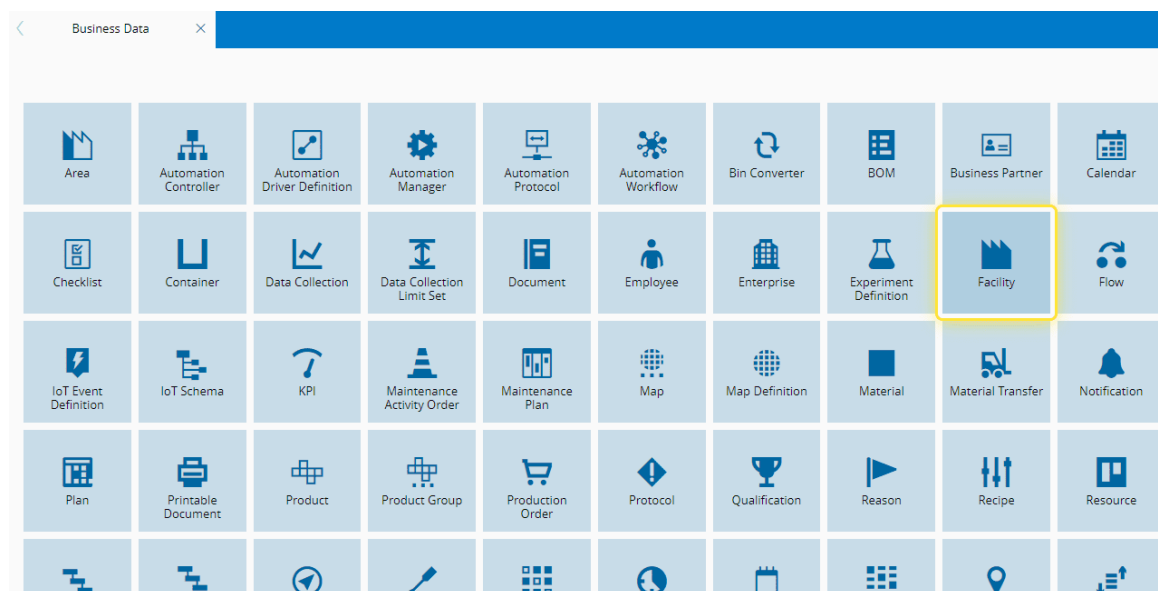 Business Data
Area
Automation
Controller
Automation
Driver Definition
Automation
Manager
Automation
Protocol
Automation
Workflow
Bin Converter
BOM
Business Partner
Calendar
Checklist
Container
Data Collection
Data Collection
Limit Set
Document
Employee
Enterprise
Experiment
Definition
Facility
Flow
IoT Event
Definition
IoT Schema
KPI
Maintenance
Activity Order
Maintenance
Plan
Map
Map Definition
Material
Material Transfer
Notification
Plan
Printable
Document
Product
Product Group
Production
Order
Protocol
Qualification
Reason
Recipe
Resource